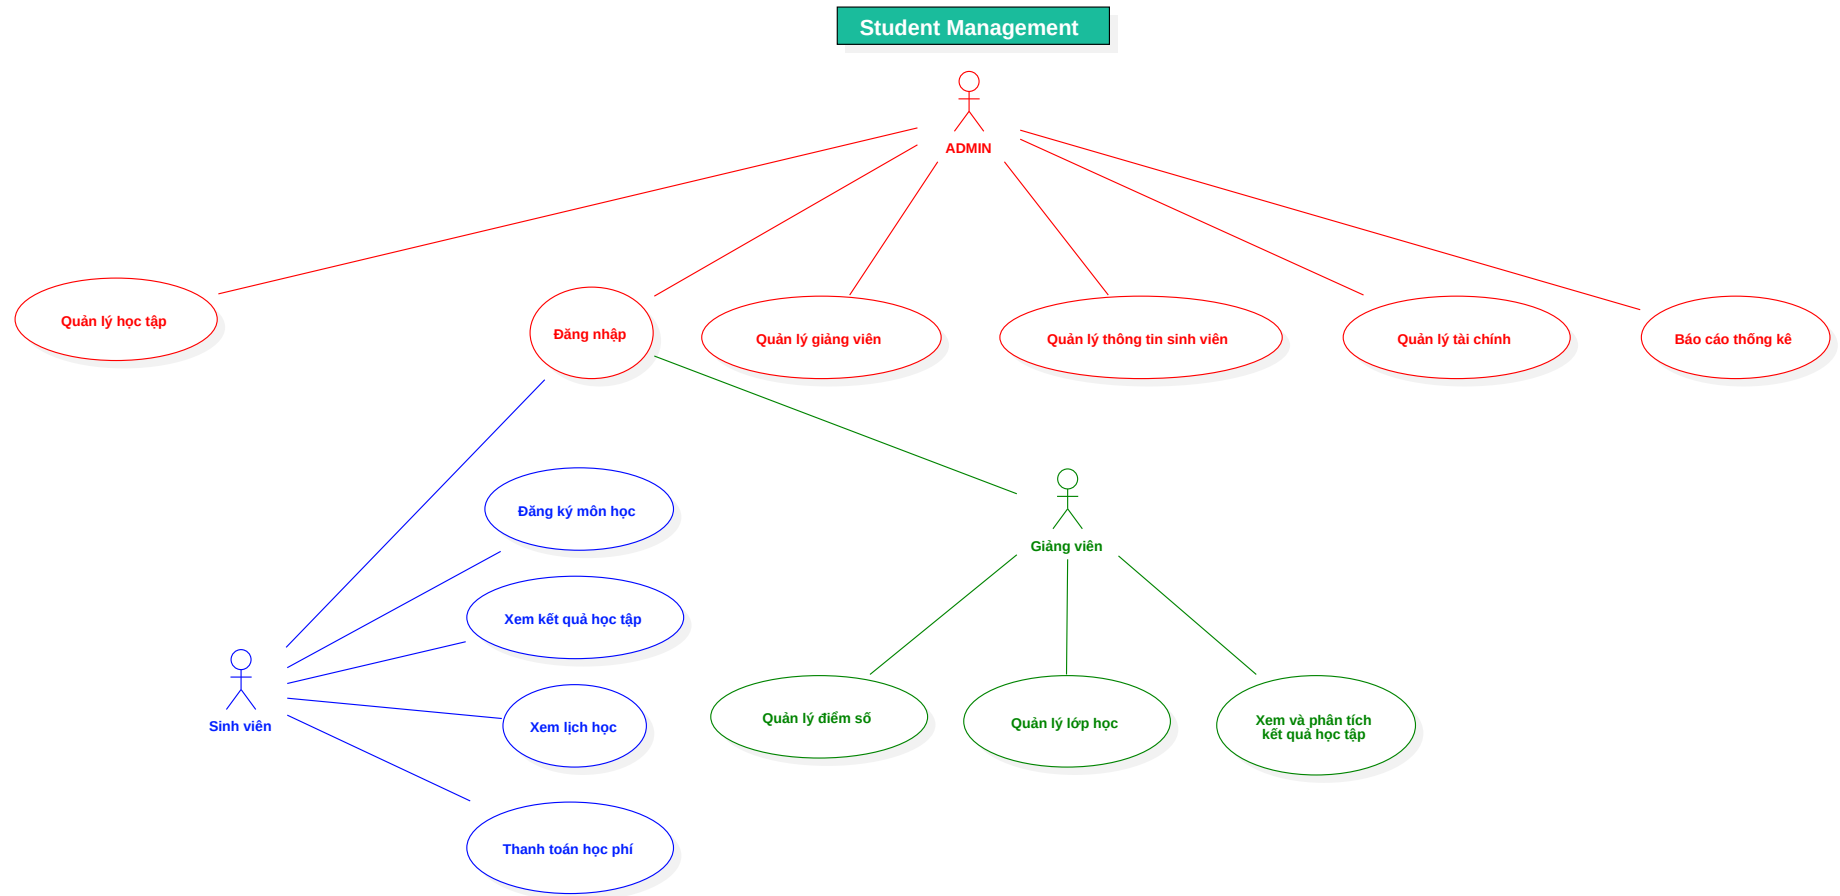 Student Management
ADMIN
Quản lý học tập
Đăng nhập
Quản lý giảng viên
Quản lý thông tin sinh viên
Quản lý tài chính
Báo cáo thống kê
Đăng ký môn học
Giảng viên
Xem kết quả học tập
Sinh viên
Xem lịch học
Quản lý điểm số
Quản lý lớp học
Xem và phân tích
kết quả học tập
Thanh toán học phí